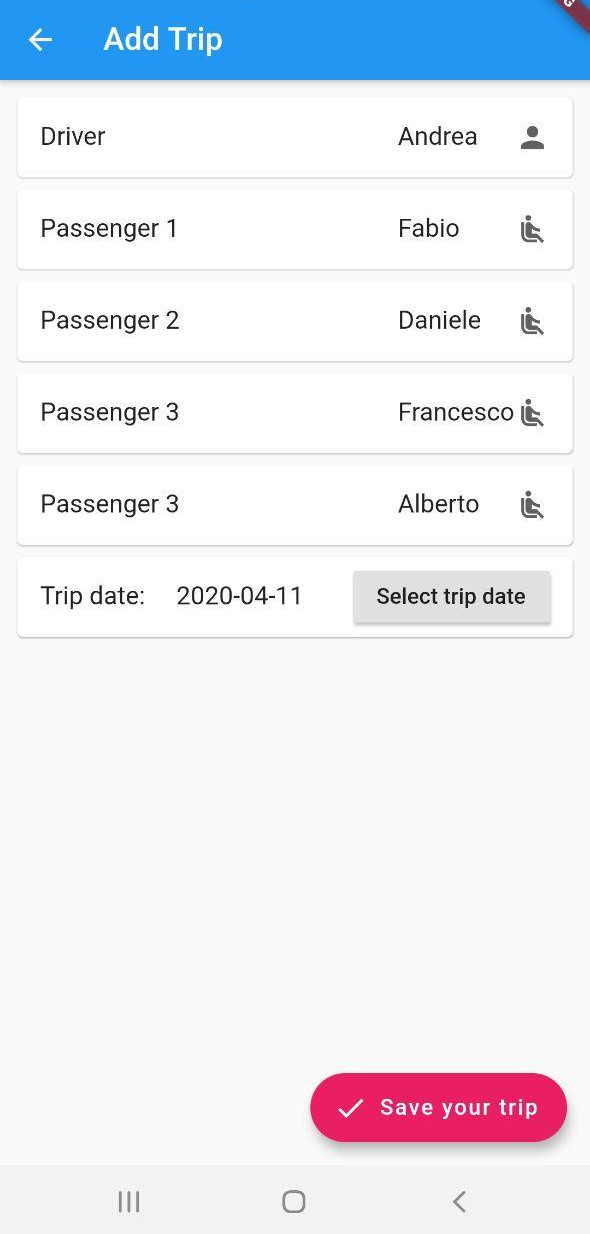 Add Trip
Driver Andrea
Passenger 1 Fabio
Passenger 2 Daniele
Passenger 3 Francesco
Passenger 3 Alberto
Trip date: 2020-04-11 Select trip date
Save your trip